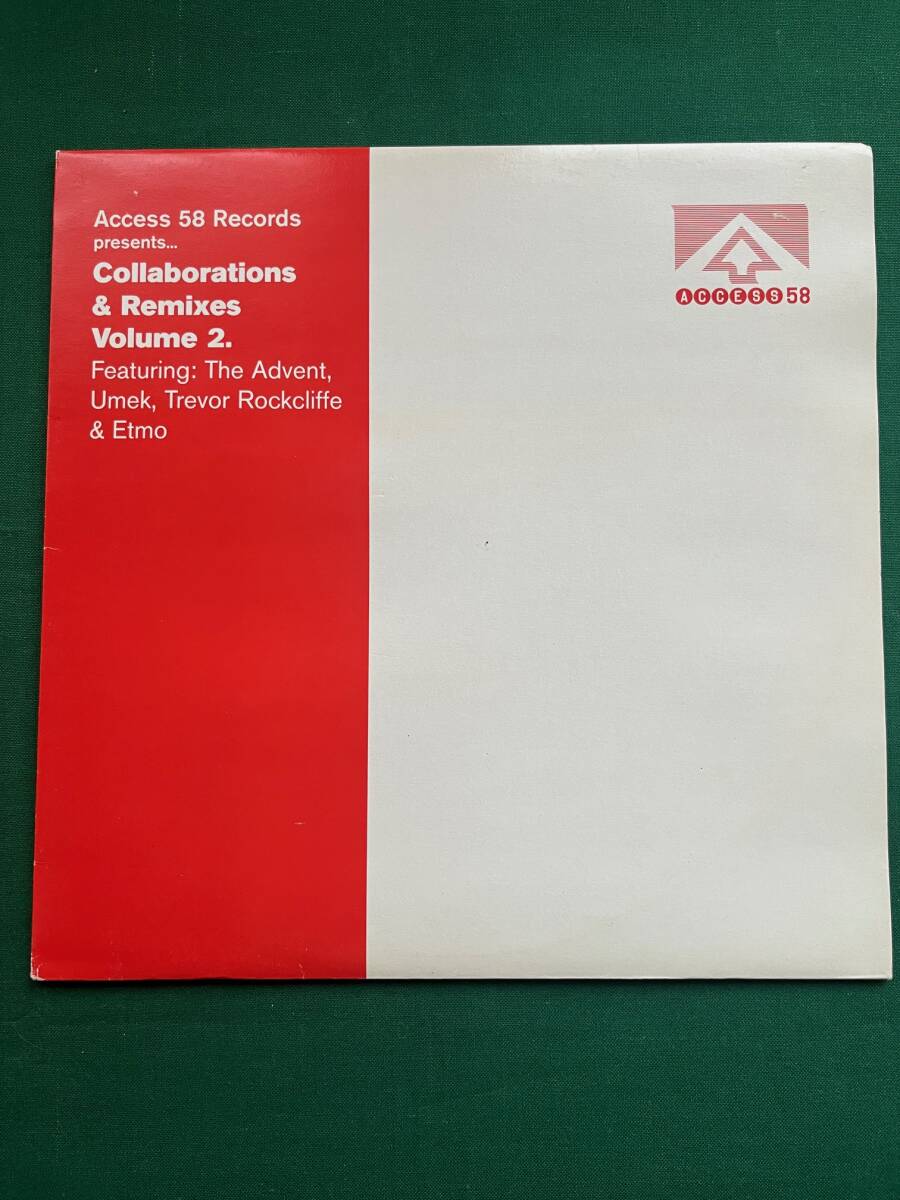 Access 58 Records
presents...
Collaborations
& Remixes
Volume 2.
Featuring: The Advent,
Umek, Trevor Rockcliffe
& Etmo
ACCESS58